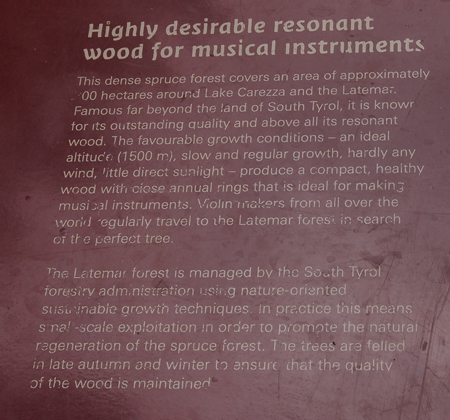 Highly desirable resonant
wood for musical instruments
This dense spruce forest covers an area of approximately
00 hectares around Lake Carezza and the Latemar.
Famous far beyond the land of South Tyrol, it is known
for its outstanding quality and above all its resonant
wood. The favourable growth conditions – an ideal
altitude (1500 m), slow and regular growth, hardly any
wind, little direct sunlight – produce a compact, healthy
wood with close annual rings that is ideal for making
musical instruments. Violin makers from all over the
world regularly travel to the Latemar forest in search
of the perfect tree.
The Latemar forest is managed by the South Tyrol
forestry administration using nature-oriented
sustainable growth techniques. In practice this means
small-scale exploitation in order to promote the natural
regeneration of the spruce forest. The trees are felled
in late autumn and winter to ensure that the quality
of the wood is maintained